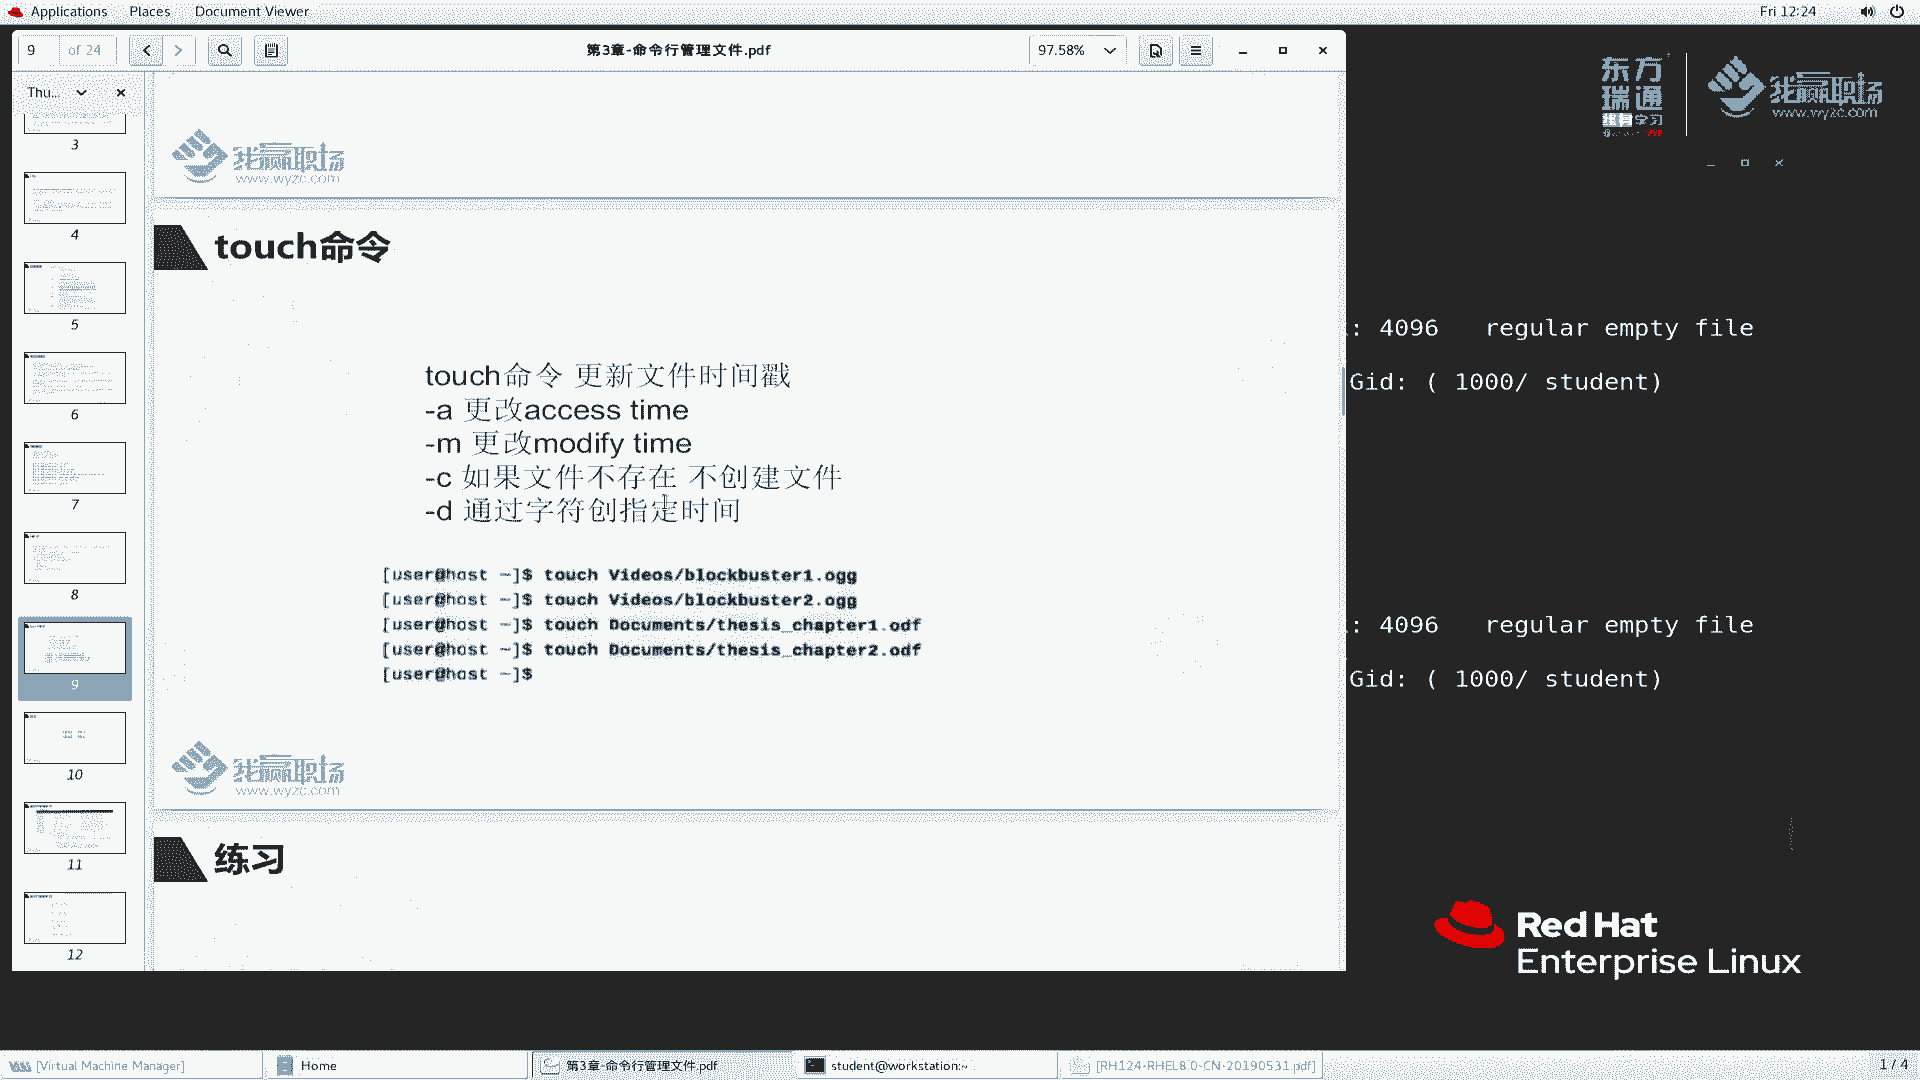 Applications Places Document Viewer Fri 12:24
9 of 24 第3章-命令行管理文件.pdf 97.58%
Thu...
3
4
5
6
7
8
9
10
11
12
我赢职场
www.wyzc.com
touch命令
touch命令 更新文件时间戳
-a 更改access time
-m 更改modify time
-c 如果文件不存在 不创建文件
-d 通过字符创指定时间
[user@host ~]$ touch Videos/blockbuster1.ogg
[user@host ~]$ touch Videos/blockbuster2.ogg
[user@host ~]$ touch Documents/thesis_chapter1.odf
[user@host ~]$ touch Documents/thesis_chapter2.odf
[user@host ~]$
我赢职场
www.wyzc.com
练习
东方
瑞通
终身学习
我赢职场
www.wyzc.com
: 4096 regular empty file
Gid: ( 1000/ student)
: 4096 regular empty file
Gid: ( 1000/ student)
Red Hat
Enterprise Linux
[Virtual Machine Manager] Home 第3章-命令行管理文件.pdf student@workstation:~ [RH124-RHEL8.0-CN-20190531.pdf] 1 / 4